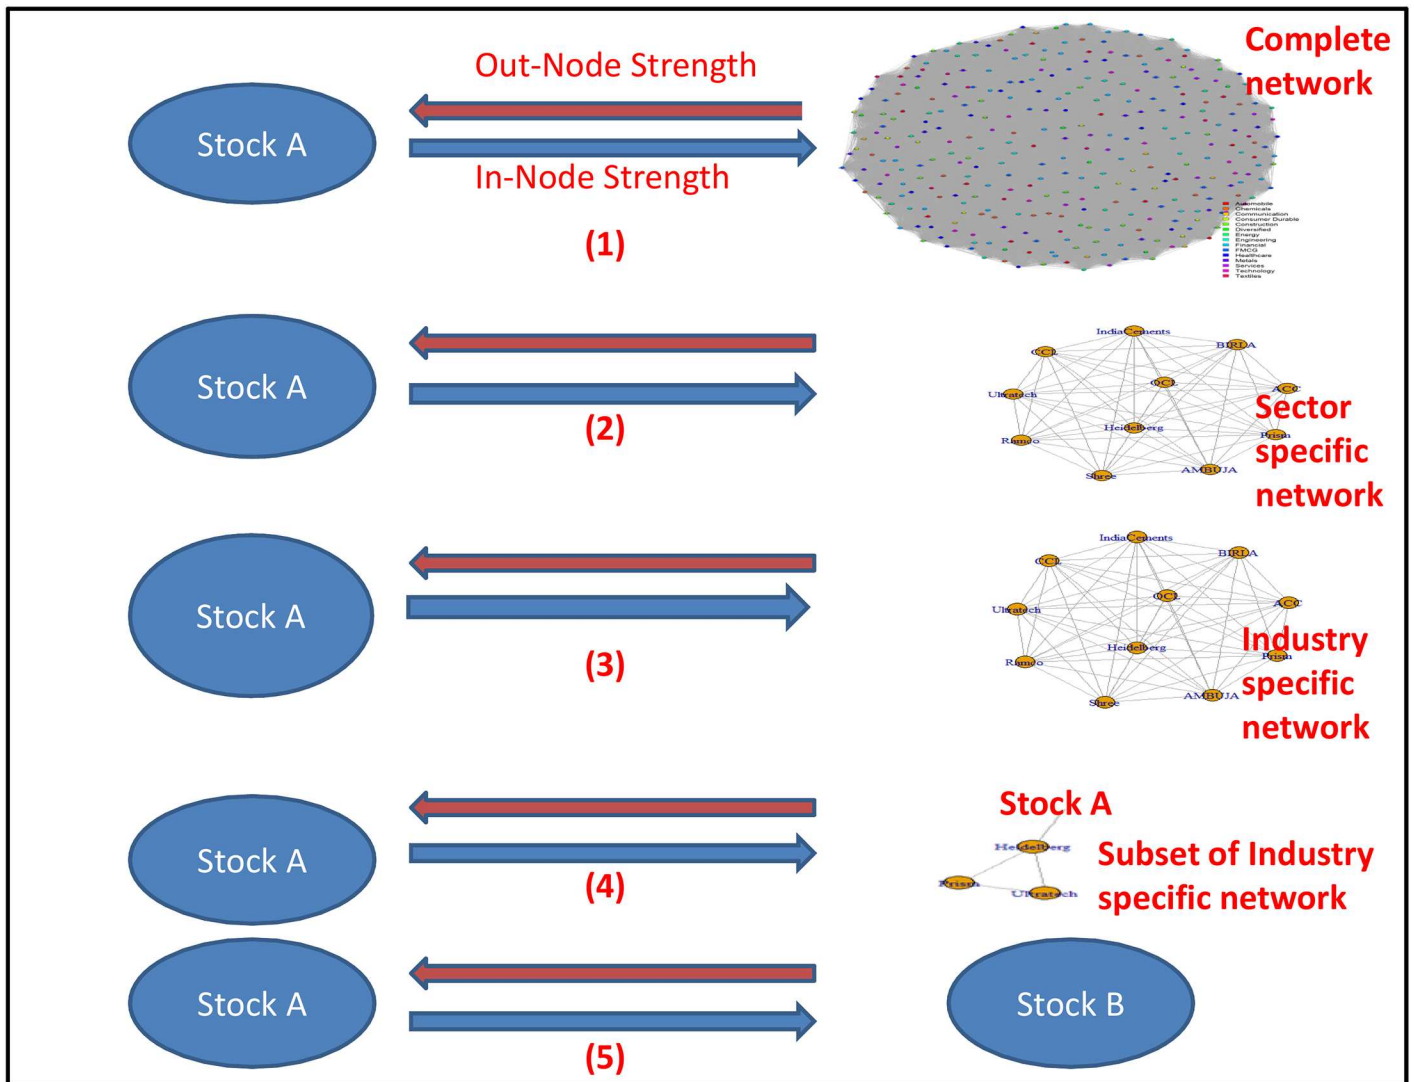 Out-Node Strength
Complete
network
Stock A
In-Node Strength
(1)
Automobile
Chemicals
Communication
Consumer Durable
Construction
Diversified
Energy
Engineering
Financial
FMCG
Healthcare
Metals
Services
Technology
Textiles
IndiaCements
CCL
BIRLA
Stock A
OCL
ACC
Ultratech
Sector
(2)
Heidelberg
Prism
Ramco
specific
AMBUJA
Shree
network
IndiaCements
CCL
BIRLA
OCL
ACC
Stock A
Ultratech
Industry
Heidelberg
Prism
Ramco
(3)
specific
AMBUJA
Shree
network
Stock A
Heidelberg
Subset of Industry
Stock A
(4)
Prism
Ultratech
specific network
Stock A
Stock B
(5)